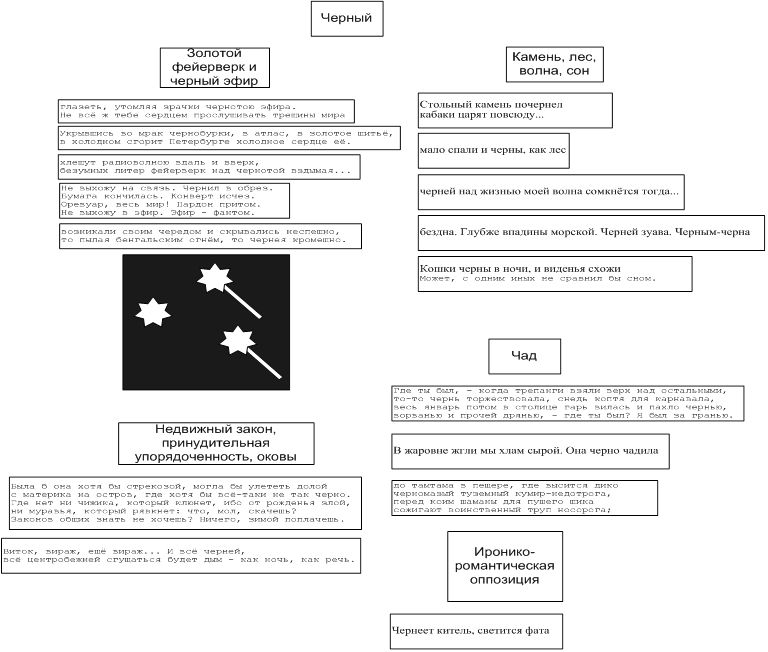 Черный
Золотой
фейерверк и
черный эфир
глазеть, утомляя зрачки чернотою эфира.
Не всё ж тебе сердцем прослушивать трещины мира
Укрывшись во мрак чернобурки, в атлас, в золотое шитьё,
в холодном сгорит Петербурге холодное сердце её.
хлещут радиоволною вдаль и вверх,
безумных литер фейерверк над чернотой вздымая...
Не выхожу на связь. Чернил в обрез.
Бумага кончилась. Конверт исчез.
Оревуар, весь мир! Пардон притом.
Не выхожу в эфир. Эфир - фантом.
возникали своим чередом и скрывались неспешно,
то пылая бенгальским огнём, то чернея кромешно.
Недвижный закон,
принудительная
упорядоченность, оковы
Была б она хотя бы стрекозой, могла бы улететь долой
с материка на остров, где хотя бы всё-таки не так черно.
Где нет ни чижика, который клюнет, ибо от рожденья злой,
ни муравья, который рявкнет: что, мол, скачешь?
Законов общих знать не хочешь? Ничего, зимой поплачешь.
Виток, вираж, ещё вираж... И всё черней,
всё центробежней сгущаться будет дым - как ночь, как речь.
Камень, лес,
волна, сон
Стольный камень почернел
кабаки царят повсюду...
мало спали и черны, как лес
черней над жизнью моей волна сомкнётся тогда...
бездна. Глубже впадины морской. Черней зуава. Черным-черна
Кошки черны в ночи, и виденья схожи
Может, с одним иных не сравнил бы сном.
Чад
Где ты был, - когда трепанги взяли верх над остальными,
то-то чернь торжествовала, снедь коптя для карнавала,
весь январь потом в столице гарь вилась и пахло чернью,
ворванью и прочей дрянью, - где ты был? Я был за гранью.
В жаровне жгли мы хлам сырой. Она черно чадила
до тамтама в пещере, где высится дико
черномазый туземный кумир-недотрога,
перед коим шаманы для пущего шика
сожигают воинственный труп носорога;
Иронико-
романтическая
оппозиция
Чернеет китель, светится фата